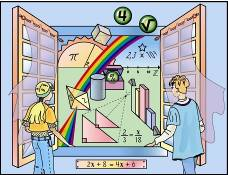 4 √
π
2,3 x
2/3 = x/18
2x + 8 = 4x + 6